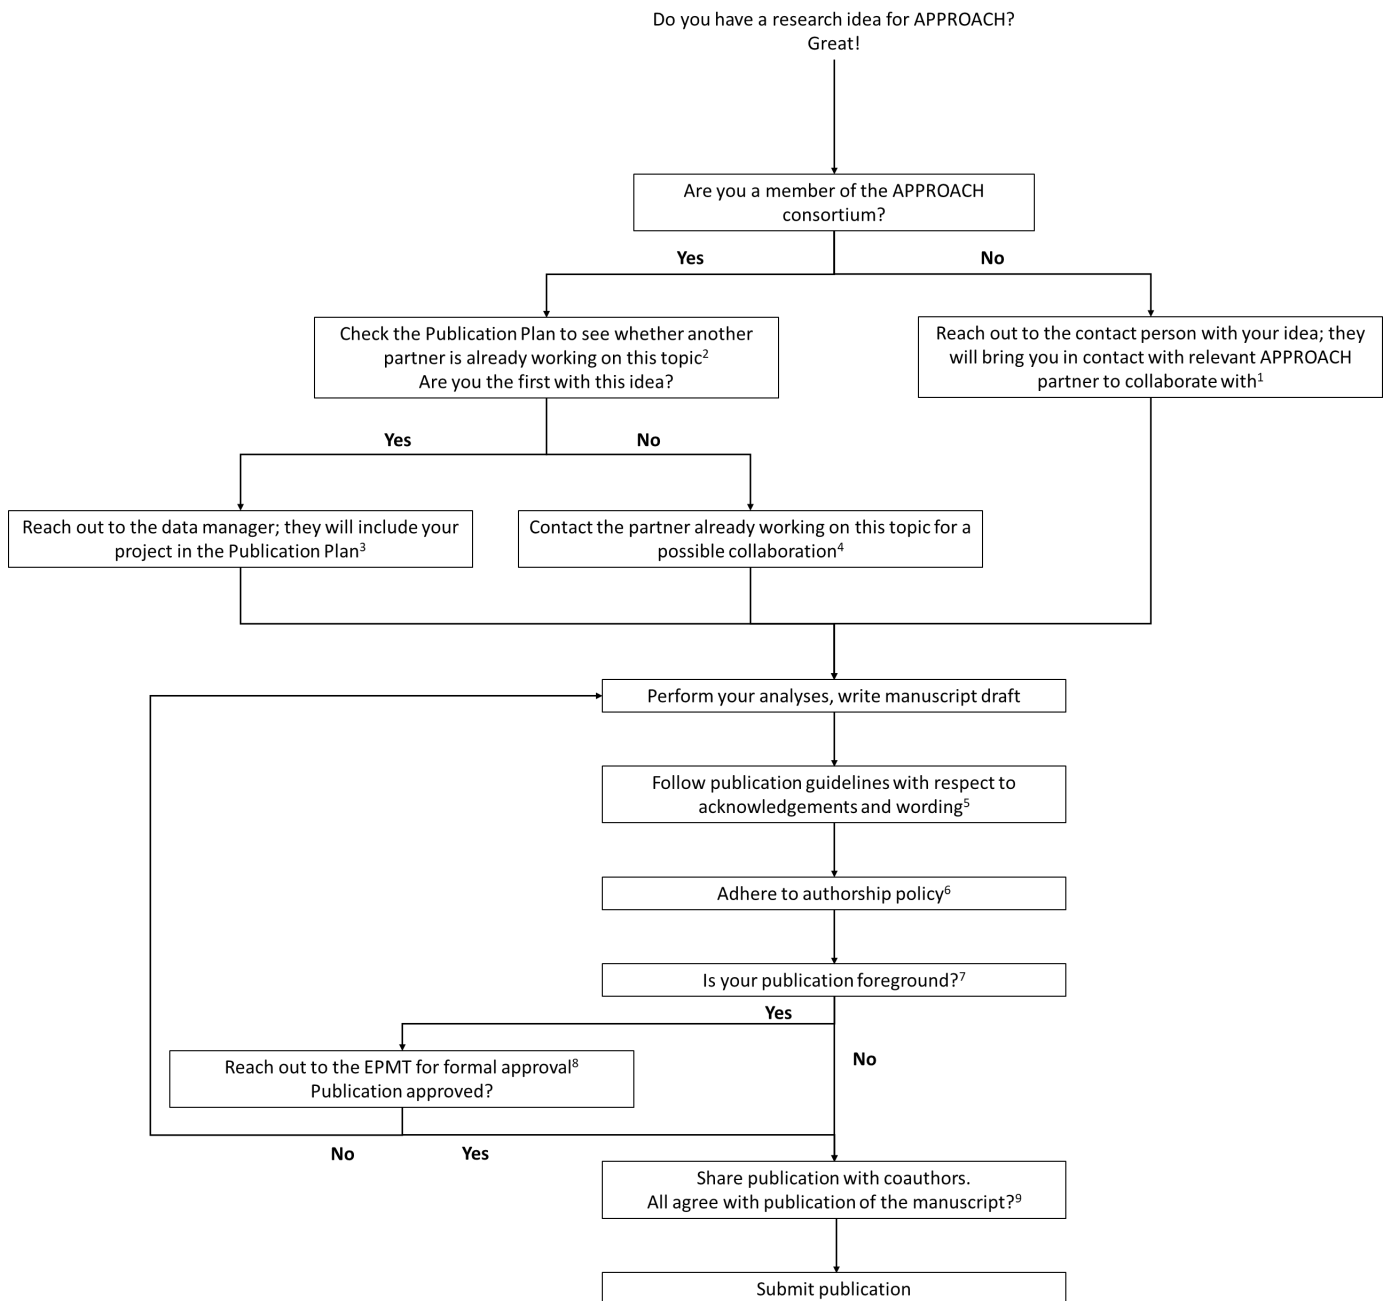 Do you have a research idea for APPROACH?
Great!
Are you a member of the APPROACH
consortium?
Yes
No
Check the Publication Plan to see whether another
partner is already working on this topic²
Are you the first with this idea?
Reach out to the contact person with your idea; they
will bring you in contact with relevant APPROACH
partner to collaborate with¹
Yes
No
Reach out to the data manager; they will include your
project in the Publication Plan³
Contact the partner already working on this topic for a
possible collaboration⁴
Perform your analyses, write manuscript draft
Follow publication guidelines with respect to
acknowledgements and wording⁵
Adhere to authorship policy⁶
Is your publication foreground?⁷
Yes
No
Reach out to the EPMT for formal approval⁸
Publication approved?
No
Yes
Share publication with coauthors.
All agree with publication of the manuscript?⁹
Submit publication